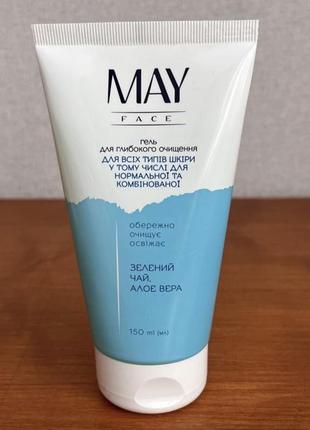 MAY
FACE
гель
для глибокого очищення
для всіх типів шкіри
у тому числі для
нормальної та
комбінованої
обережно
очищує
освіжає
зелений
чай,
алое вера
150 ml (мл)